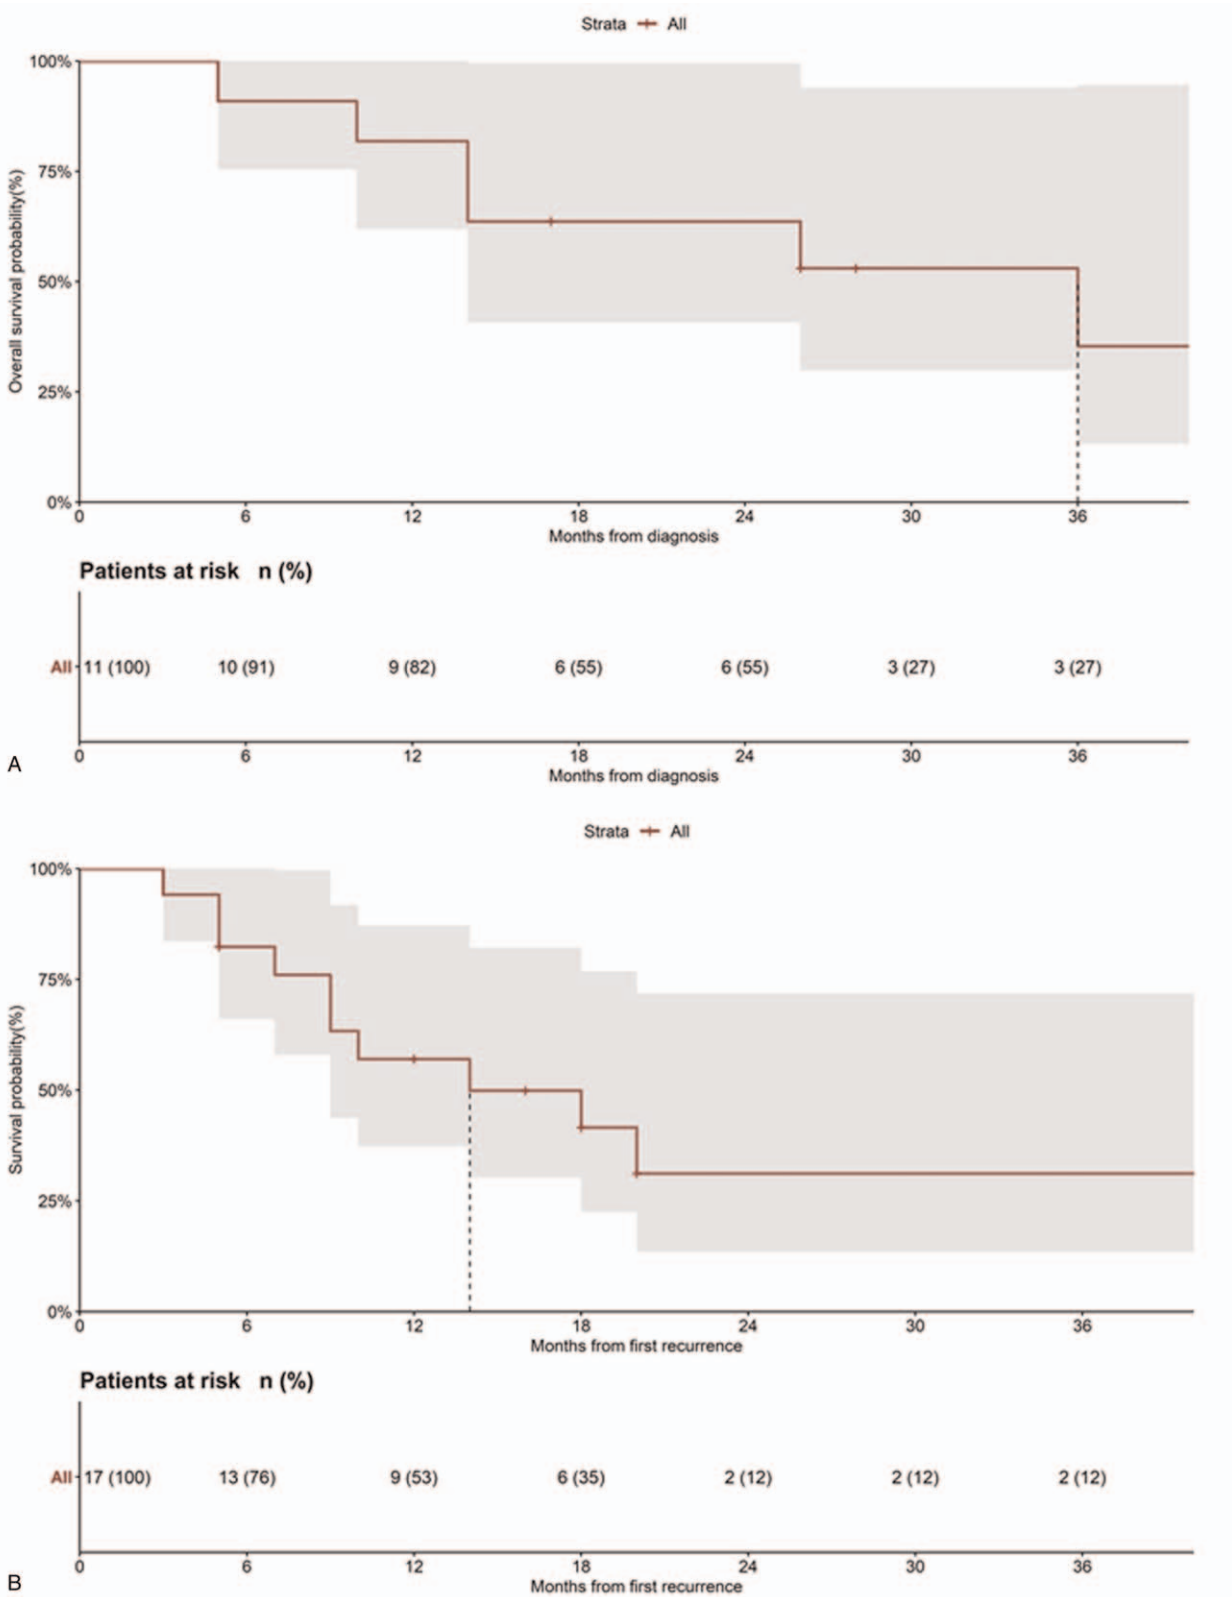 Strata All
100%
75%
50%
25%
0%
Overall survival probability(%)
0 6 12 18 24 30 36
Months from diagnosis
Patients at risk n (%)
All 11 (100) 10 (91) 9 (82) 6 (55) 6 (55) 3 (27) 3 (27)
0 6 12 18 24 30 36
Months from diagnosis
A
Strata All
100%
75%
50%
25%
0%
Survival probability(%)
0 6 12 18 24 30 36
Months from first recurrence
Patients at risk n (%)
All 17 (100) 13 (76) 9 (53) 6 (35) 2 (12) 2 (12) 2 (12)
0 6 12 18 24 30 36
Months from first recurrence
B